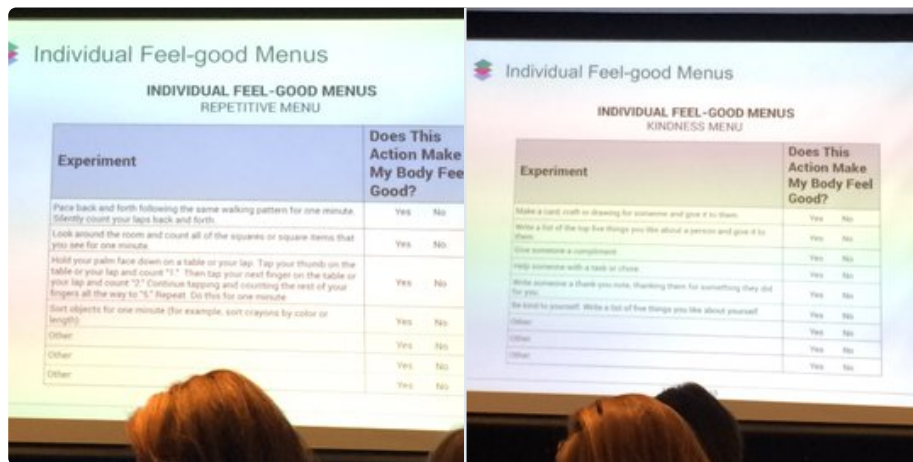 Individual Feel-good Menus
INDIVIDUAL FEEL-GOOD MENUS
REPETITIVE MENU
Experiment
Does This
Action Make
My Body Fee
Good?
Pace back and forth following the same walking pattern for one minute.
Silently count your laps back and forth.
Yes No
Look around the room and count all of the squares or square items that
you see for one minute.
Yes No
Hold your palm face down on a table or your lap. Tap your thumb on the
table or your lap and count "1." Then tap your next finger on the table or
your lap and count "2." Continue tapping and counting the rest of your
fingers all the way to "5." Repeat. Do this for one minute.
Yes No
Sort objects for one minute (for example, sort crayons by color or
length).
Yes No
Other:
Yes No
Other:
Yes No
Other:
Yes No
Individual Feel-good Menus
INDIVIDUAL FEEL-GOOD MENUS
KINDNESS MENU
Experiment
Does This
Action Make
My Body Feel
Good?
Make a card, craft or drawing for someone and give it to them.
Yes No
Write a list of the top five things you like about a person and give it to
them.
Yes No
Give someone a compliment.
Yes No
Help someone with a task or chore.
Yes No
Write someone a thank you note, thanking them for something they did
for you.
Yes No
Be kind to yourself. Write a list of five things you like about yourself.
Yes No
Other:
Yes No
Other:
Yes No
Other:
Yes No